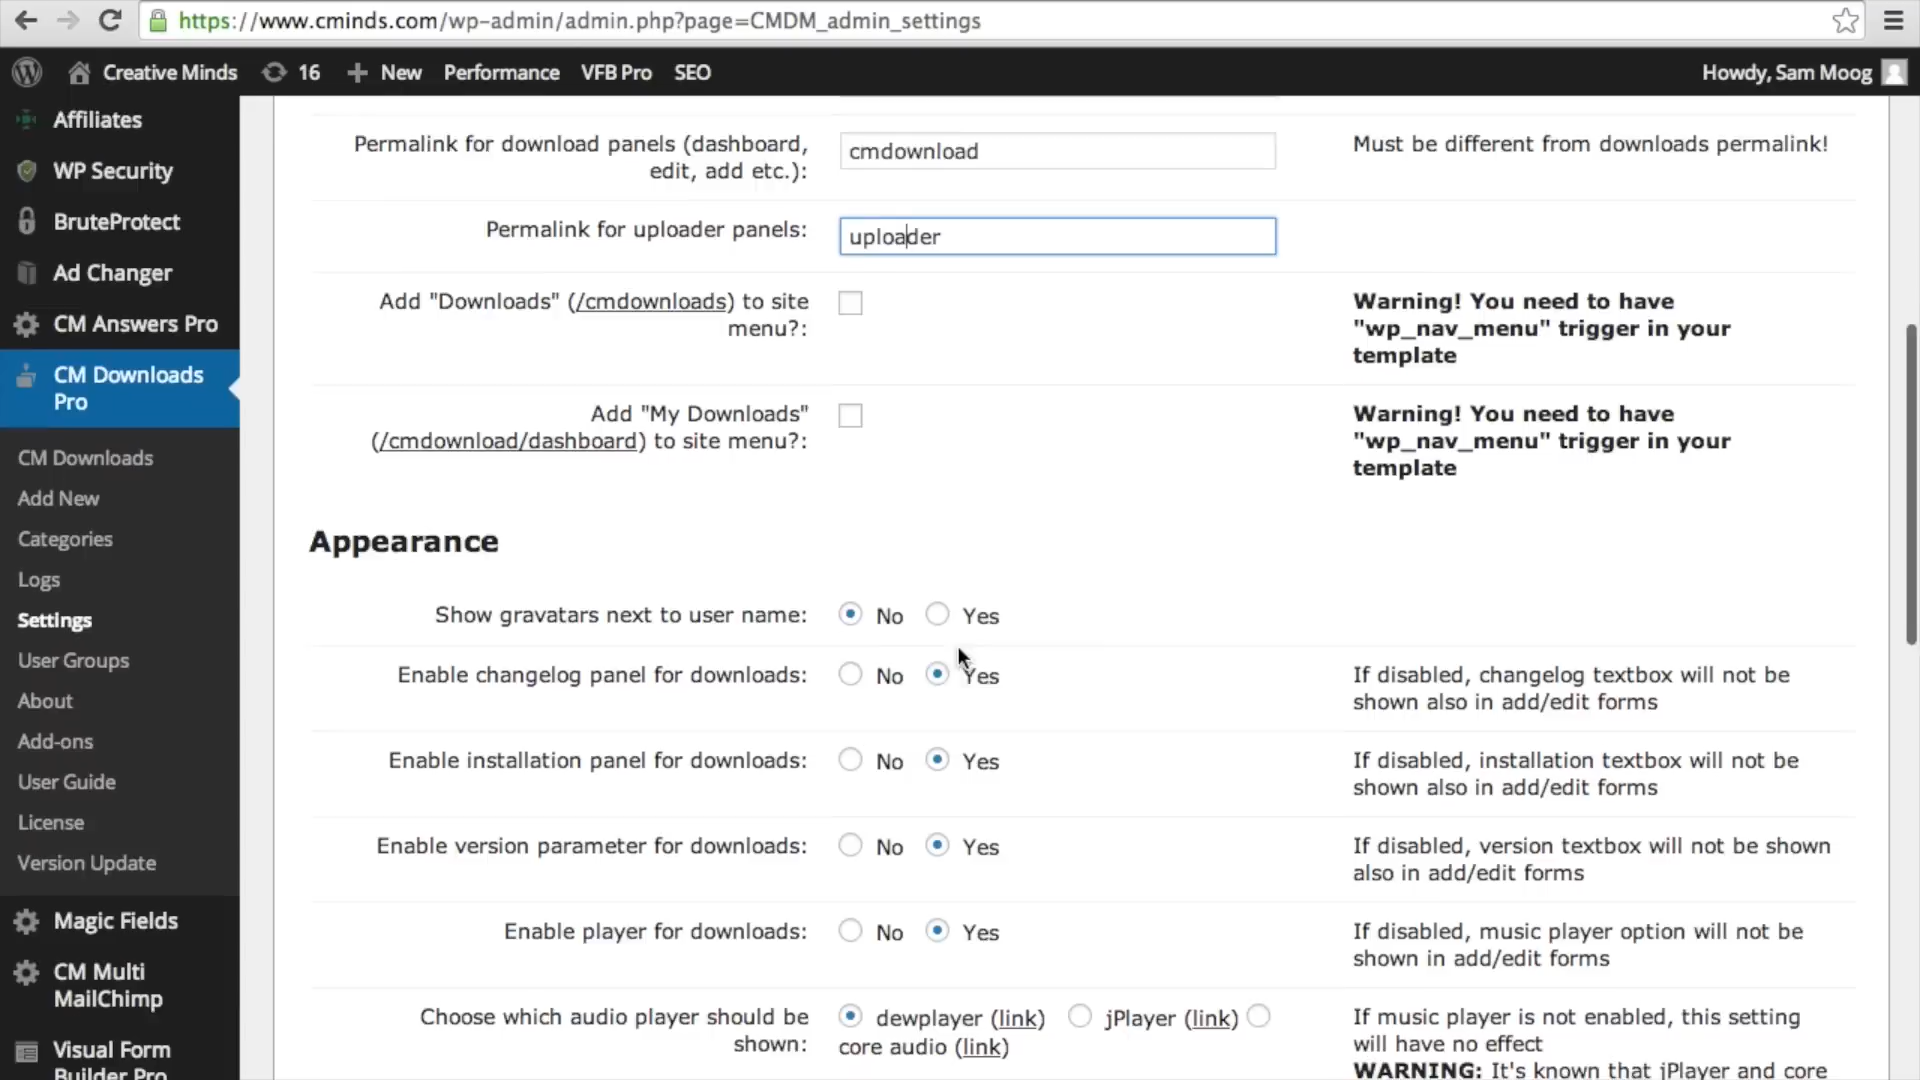 https://www.cminds.com/wp-admin/admin.php?page=CMDM_admin_settings
Creative Minds 16 New Performance VFB Pro SEO Howdy, Sam Moog
Affiliates
WP Security
BruteProtect
Ad Changer
CM Answers Pro
CM Downloads
Pro
CM Downloads
Add New
Categories
Logs
Settings
User Groups
About
Add-ons
User Guide
License
Version Update
Magic Fields
CM Multi
MailChimp
Visual Form
Builder Pro
Permalink for download panels (dashboard,
edit, add etc.):
cmdownload
Must be different from downloads permalink!
Permalink for uploader panels:
uploader
Add "Downloads" (/cmdownloads) to site
menu?:
Warning! You need to have
"wp_nav_menu" trigger in your
template
Add "My Downloads"
(/cmdownload/dashboard) to site menu?:
Warning! You need to have
"wp_nav_menu" trigger in your
template
Appearance
Show gravatars next to user name: No Yes
Enable changelog panel for downloads: No Yes
If disabled, changelog textbox will not be
shown also in add/edit forms
Enable installation panel for downloads: No Yes
If disabled, installation textbox will not be
shown also in add/edit forms
Enable version parameter for downloads: No Yes
If disabled, version textbox will not be shown
also in add/edit forms
Enable player for downloads: No Yes
If disabled, music player option will not be
shown in add/edit forms
Choose which audio player should be
shown:
dewplayer (link) jPlayer (link)
core audio (link)
If music player is not enabled, this setting
will have no effect
WARNING: It's known that jPlayer and core